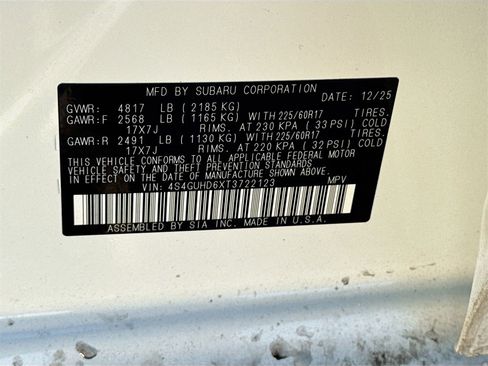 MFD BY SUBARU CORPORATION DATE: 12/25
GVWR: 4817 LB ( 2185 KG)
GAWR:F 2568 LB ( 1165 KG) WITH 225/60R17 TIRES.
17X7J RIMS. AT 230 KPA ( 33 PSI) COLD
GAWR:R 2491 LB ( 1130 KG) WITH 225/60R17 TIRES.
17X7J RIMS. AT 220 KPA ( 32 PSI) COLD
THIS VEHICLE CONFORMS TO ALL APPLICABLE FEDERAL MOTOR
VEHICLE SAFETY AND THEFT PREVENTION STANDARDS
IN EFFECT ON THE DATE OF MANUFACTURE SHOWN ABOVE.
VIN: 4S4GUHD6XT3722123 MPV
ASSEMBLED BY SIA INC. MADE IN U.S.A.